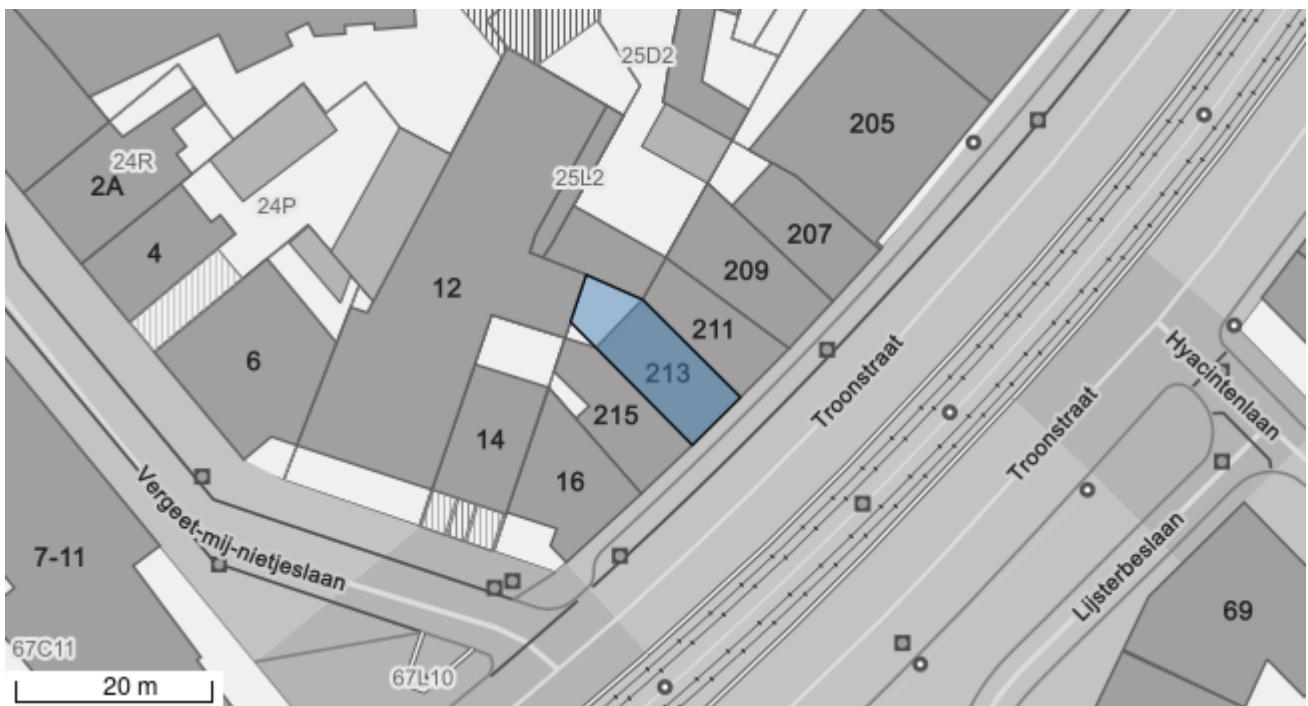 25D2
205
24R
2A
25L2
24P
207
4
209
12
211
6
213
Troonstraat
Hyacintenlaan
215
Troonstraat
14
16
Vergeet-mij-nietjeslaan
7-11
Lijsterbeslaan
69
67C11
67L10
20 m